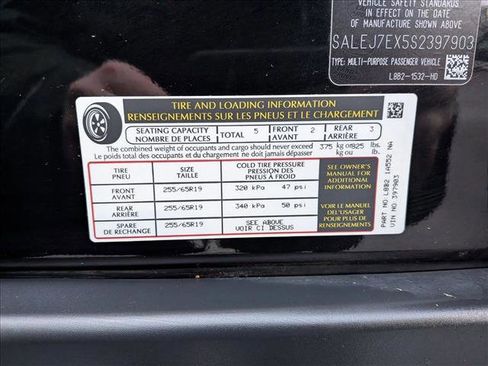 VEHICLE SAFETY STANDARDS
IN EFFECT ON THE DATE
OF MANUFACTURE SHOWN ABOVE.
SALEJ7EX5S2397903
TYPE: MULTI-PURPOSE PASSENGER VEHICLE
L8B2-1532-HD
TIRE AND LOADING INFORMATION
RENSEIGNEMENTS SUR LES PNEUS ET LE CHARGEMENT
SEATING CAPACITY TOTAL 5 FRONT 2 REAR 3
NOMBRE DE PLACES AVANT ARRIÈRE
The combined weight of occupants and cargo should never exceed 375 kg or 825 lbs.
Le poids total des occupants et du chargement ne doit jamais dépasser kg ou lb.
TIRE SIZE COLD TIRE PRESSURE SEE OWNER'S
PNEU TAILLE PRESSION DES PNEUS À FROID MANUAL FOR ADDITIONAL INFORMATION
FRONT AVANT 255/65R19 320 kPa 47 psi
REAR ARRIÈRE 255/65R19 340 kPa 50 psi VOIR LE MANUEL DE L'USAGER POUR PLUS DE RENSEIGNEMENTS
SPARE DE RECHANGE 255/65R19 SEE ABOVE VOIR CI DESSUS
PART NO L8B2 1A552 NA
VIN NO 397903